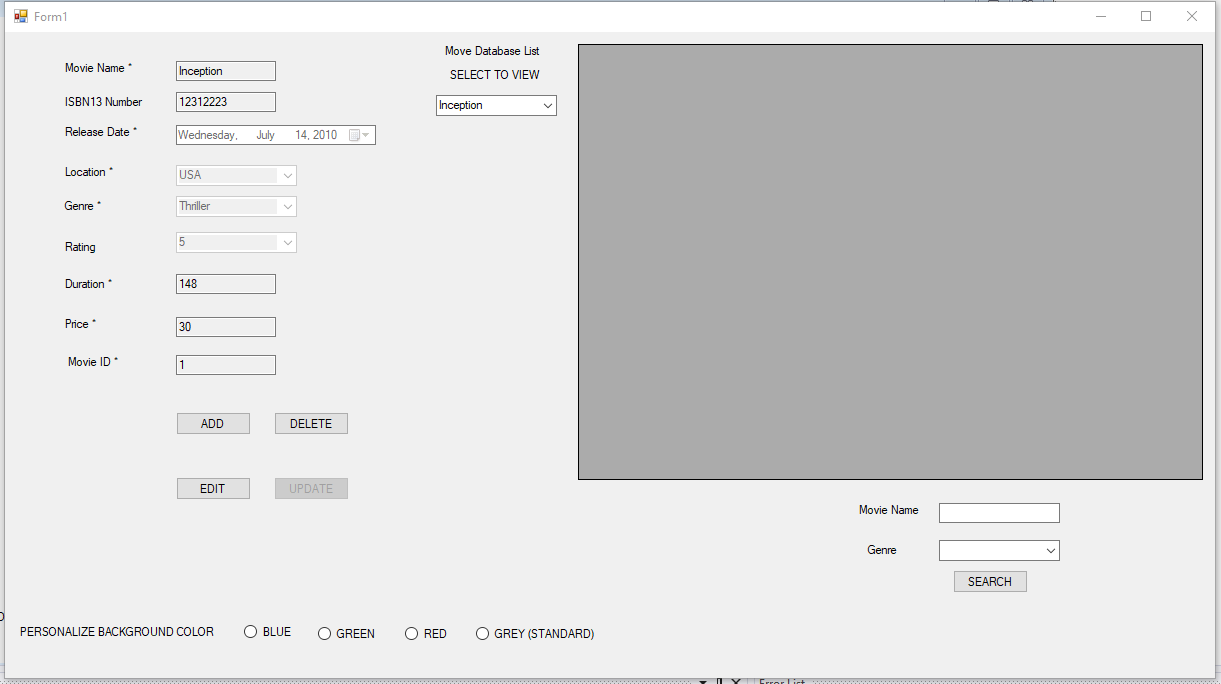 Form1
Movie Name * Inception
ISBN13 Number 12312223
Release Date * Wednesday, July 14, 2010
Location * USA
Genre * Thriller
Rating 5
Duration * 148
Price * 30
Movie ID * 1
ADD DELETE
EDIT UPDATE
Move Database List
SELECT TO VIEW
Inception
Movie Name
Genre
SEARCH
PERSONALIZE BACKGROUND COLOR BLUE GREEN RED GREY (STANDARD)
Error List